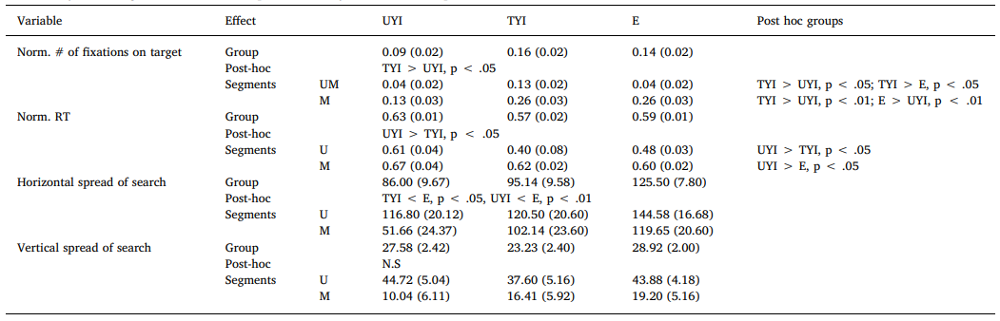 Variable Effect UYI TYI E Post hoc groups
Norm. # of fixations on target Group 0.09 (0.02) 0.16 (0.02) 0.14 (0.02)
Post-hoc TYI > UYI, p < .05
Segments UM 0.04 (0.02) 0.13 (0.02) 0.04 (0.02) TYI > UYI, p < .05; TYI > E, p < .05
M 0.13 (0.03) 0.26 (0.03) 0.26 (0.03) TYI > UYI, p < .01; E > UYI, p < .01
Norm. RT Group 0.63 (0.01) 0.57 (0.02) 0.59 (0.01)
Post-hoc UYI > TYI, p < .05
Segments U 0.61 (0.04) 0.40 (0.08) 0.48 (0.03) UYI > TYI, p < .05
M 0.67 (0.04) 0.62 (0.02) 0.60 (0.02) UYI > E, p < .05
Horizontal spread of search Group 86.00 (9.67) 95.14 (9.58) 125.50 (7.80)
Post-hoc TYI < E, p < .05, UYI < E, p < .01
Segments U 116.80 (20.12) 120.50 (20.60) 144.58 (16.68)
M 51.66 (24.37) 102.14 (23.60) 119.65 (20.60)
Vertical spread of search Group 27.58 (2.42) 23.23 (2.40) 28.92 (2.00)
Post-hoc N.S
Segments U 44.72 (5.04) 37.60 (5.16) 43.88 (4.18)
M 10.04 (6.11) 16.41 (5.92) 19.20 (5.16)